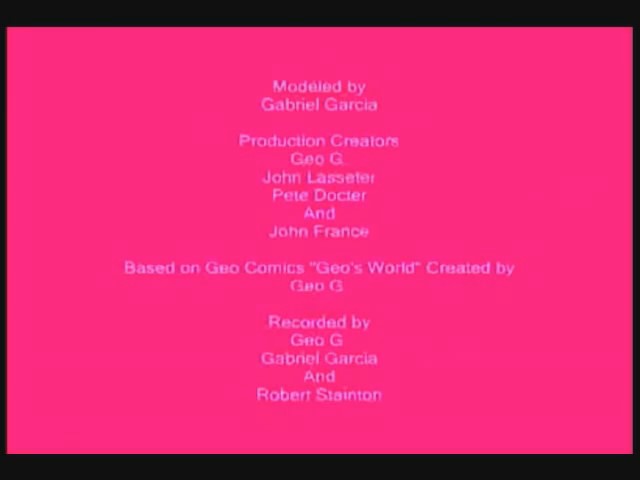 Modeled by
Gabriel Garcia
Production Creators
Geo G.
John Lasseter
Pete Docter
And
John France
Based on Geo Comics "Geo's World" Created by
Geo G
Recorded by
Geo G
Gabriel Garcia
And
Robert Stainton